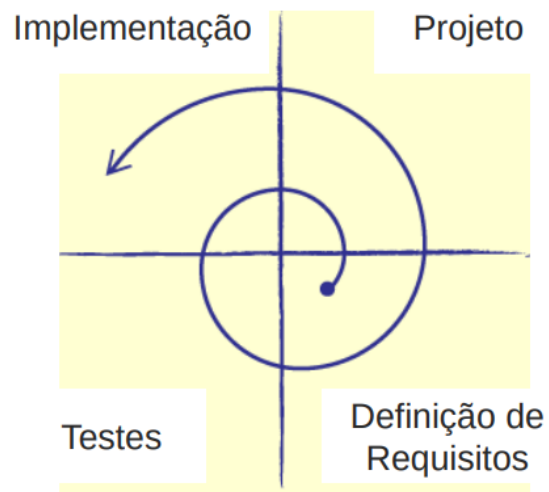 Implementação
Projeto
Testes
Definição de
Requisitos